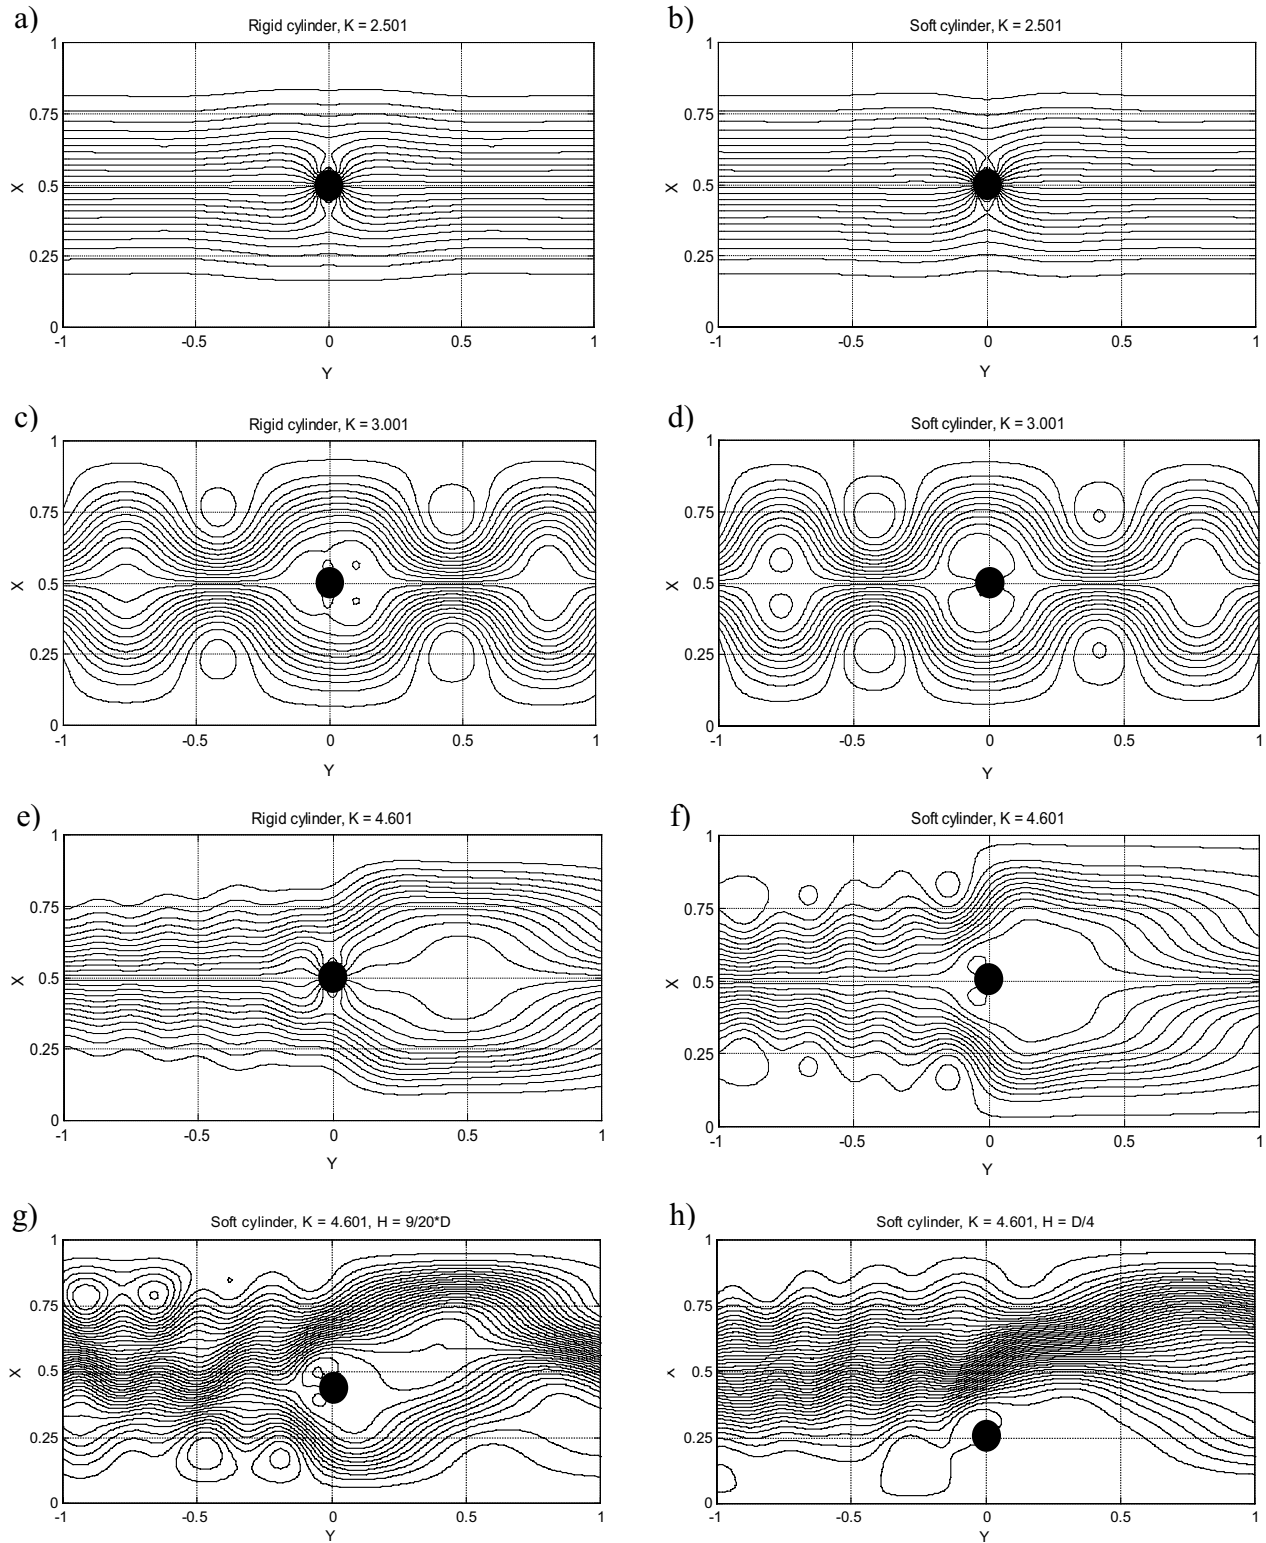 a)
Rigid cylinder, K = 2.501
1
0.75
X
0.5
0.25
0
-1
-0.5
0
0.5
1
Y
b)
Soft cylinder, K = 2.501
1
0.75
X
0.5
0.25
0
-1
-0.5
0
0.5
1
Y
c)
Rigid cylinder, K = 3.001
1
0.75
X
0.5
0.25
0
-1
-0.5
0
0.5
1
Y
d)
Soft cylinder, K = 3.001
1
0.75
X
0.5
0.25
0
-1
-0.5
0
0.5
1
Y
e)
Rigid cylinder, K = 4.601
1
0.75
X
0.5
0.25
0
-1
-0.5
0
0.5
1
Y
f)
Soft cylinder, K = 4.601
1
0.75
X
0.5
0.25
0
-1
-0.5
0
0.5
1
Y
g)
Soft cylinder, K = 4.601, H = 9/20*D
1
0.75
X
0.5
0.25
0
-1
-0.5
0
0.5
1
Y
h)
Soft cylinder, K = 4.601, H = D/4
1
0.75
X
0.5
0.25
0
-1
-0.5
0
0.5
1
Y